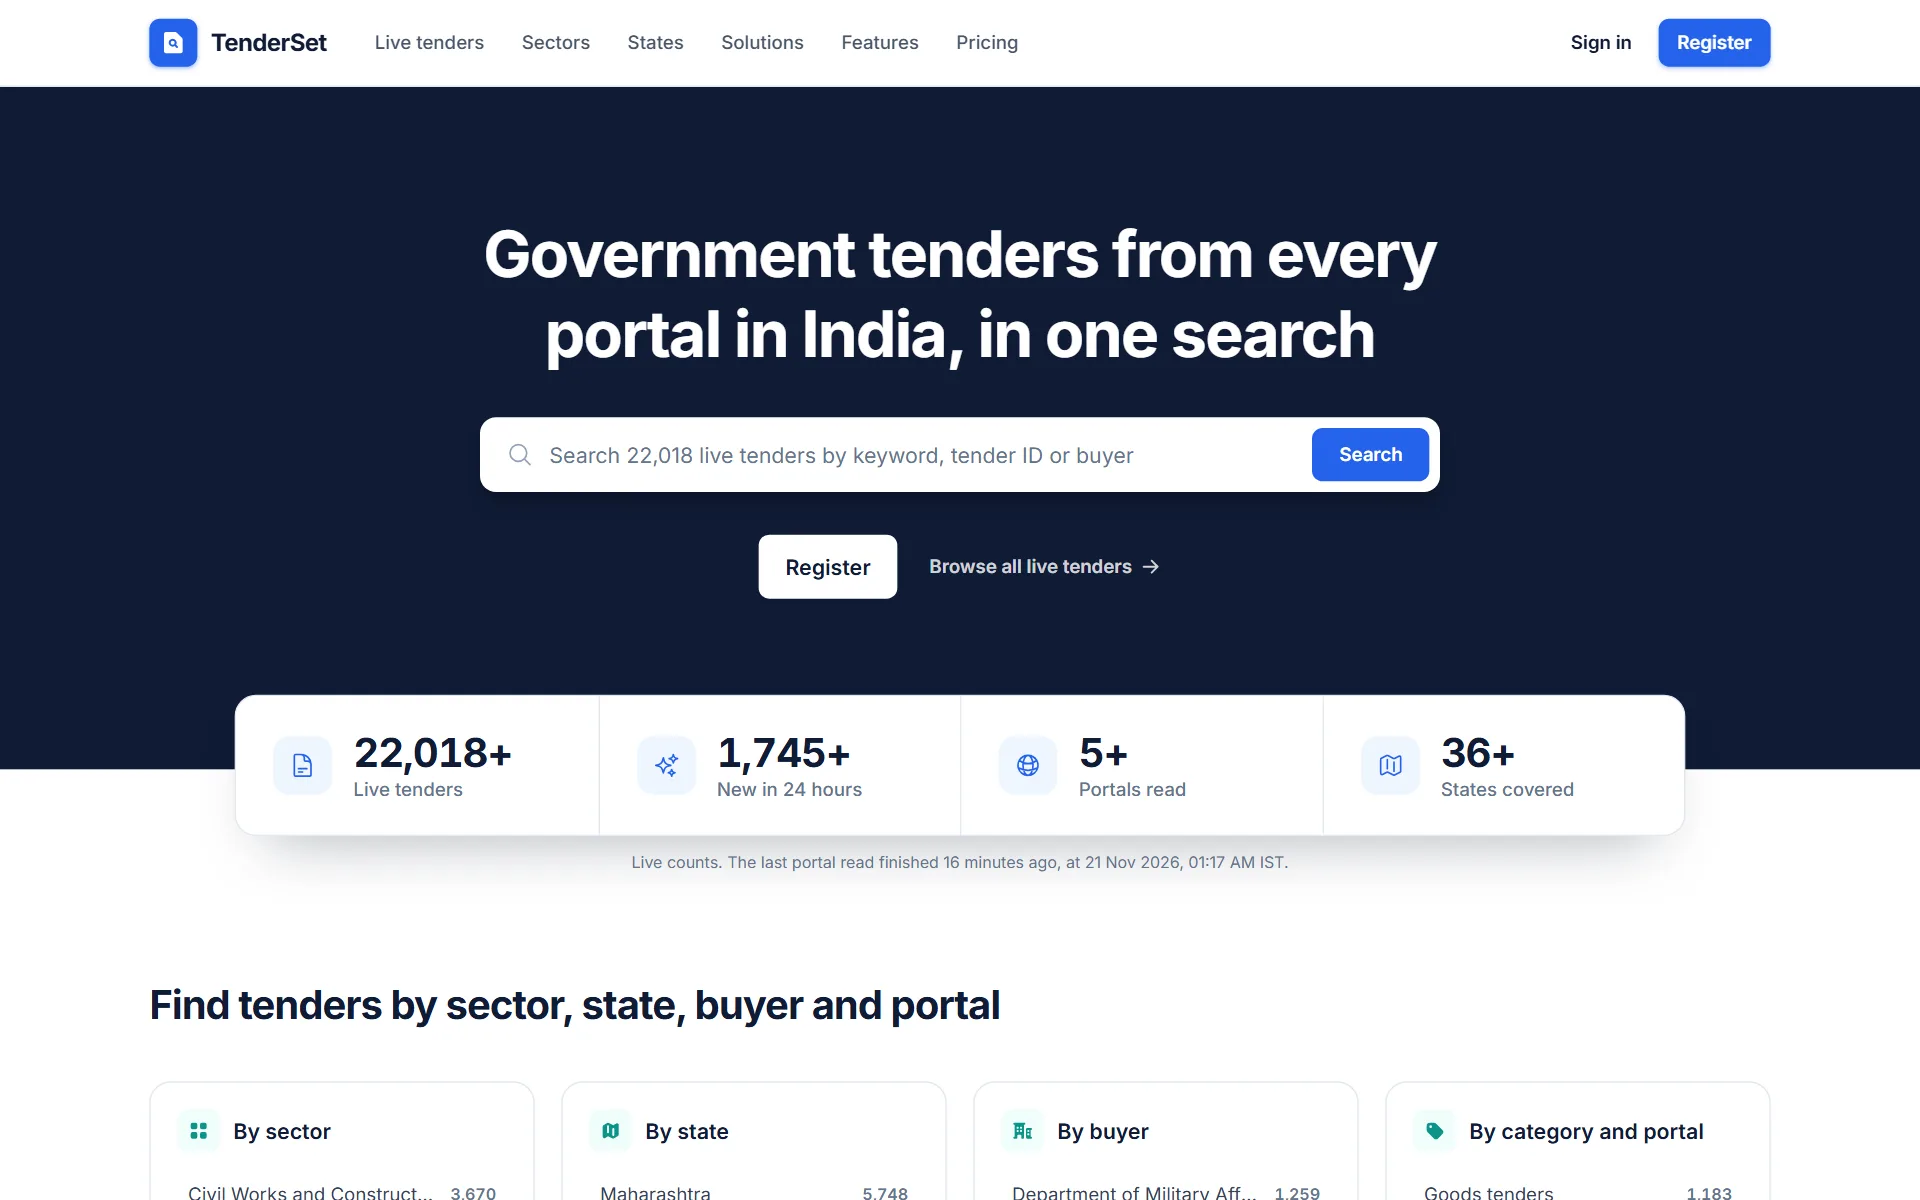 TenderSet
Live tenders
Sectors
States
Solutions
Features
Pricing
Sign in
Register
Government tenders from every
portal in India, in one search
Search 22,018 live tenders by keyword, tender ID or buyer
Search
Register
Browse all live tenders →
22,018+
Live tenders
1,745+
New in 24 hours
5+
Portals read
36+
States covered
Live counts. The last portal read finished 16 minutes ago, at 21 Nov 2026, 01:17 AM IST.
Find tenders by sector, state, buyer and portal
By sector
Civil Works and Construct... 3,670
By state
Maharashtra 5,748
By buyer
Department of Military Aff... 1,259
By category and portal
Goods tenders 1,183